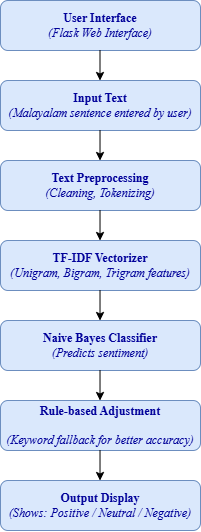 User Interface
(Flask Web Interface)
Input Text
(Malayalam sentence entered by user)
Text Preprocessing
(Cleaning, Tokenizing)
TF-IDF Vectorizer
(Unigram, Bigram, Trigram features)
Naive Bayes Classifier
(Predicts sentiment)
Rule-based Adjustment
(Keyword fallback for better accuracy)
Output Display
(Shows: Positive / Neutral / Negative)